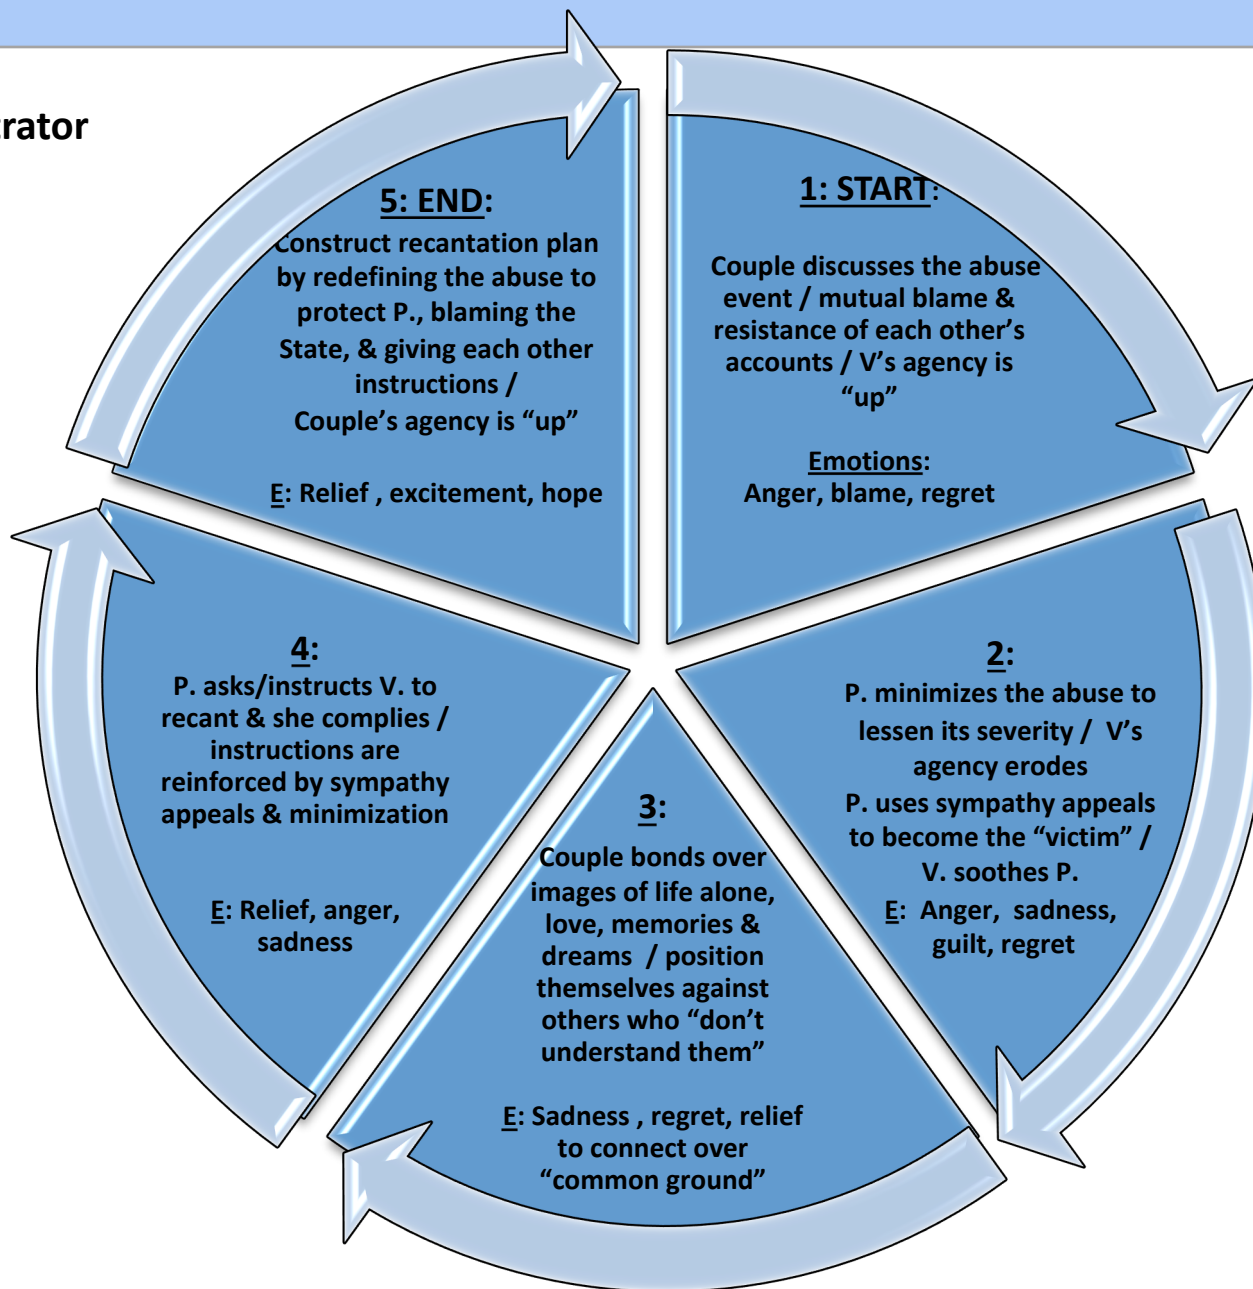 1: START:
Couple discusses the abuse
event / mutual blame &
resistance of each other’s
accounts / V’s agency is
“up”
Emotions:
Anger, blame, regret
2:
P. minimizes the abuse to
lessen its severity / V’s
agency erodes
P. uses sympathy appeals
to become the “victim” /
V. soothes P.
E: Anger, sadness,
guilt, regret
3:
Couple bonds over
images of life alone,
love, memories &
dreams / position
themselves against
others who “don’t
understand them”
E: Sadness , regret, relief
to connect over
“common ground”
4:
P. asks/instructs V. to
recant & she complies /
instructions are
reinforced by sympathy
appeals & minimization
E: Relief, anger,
sadness
5: END:
Construct recantation plan
by redefining the abuse to
protect P., blaming the
State, & giving each other
instructions /
Couple’s agency is “up”
E: Relief , excitement, hope